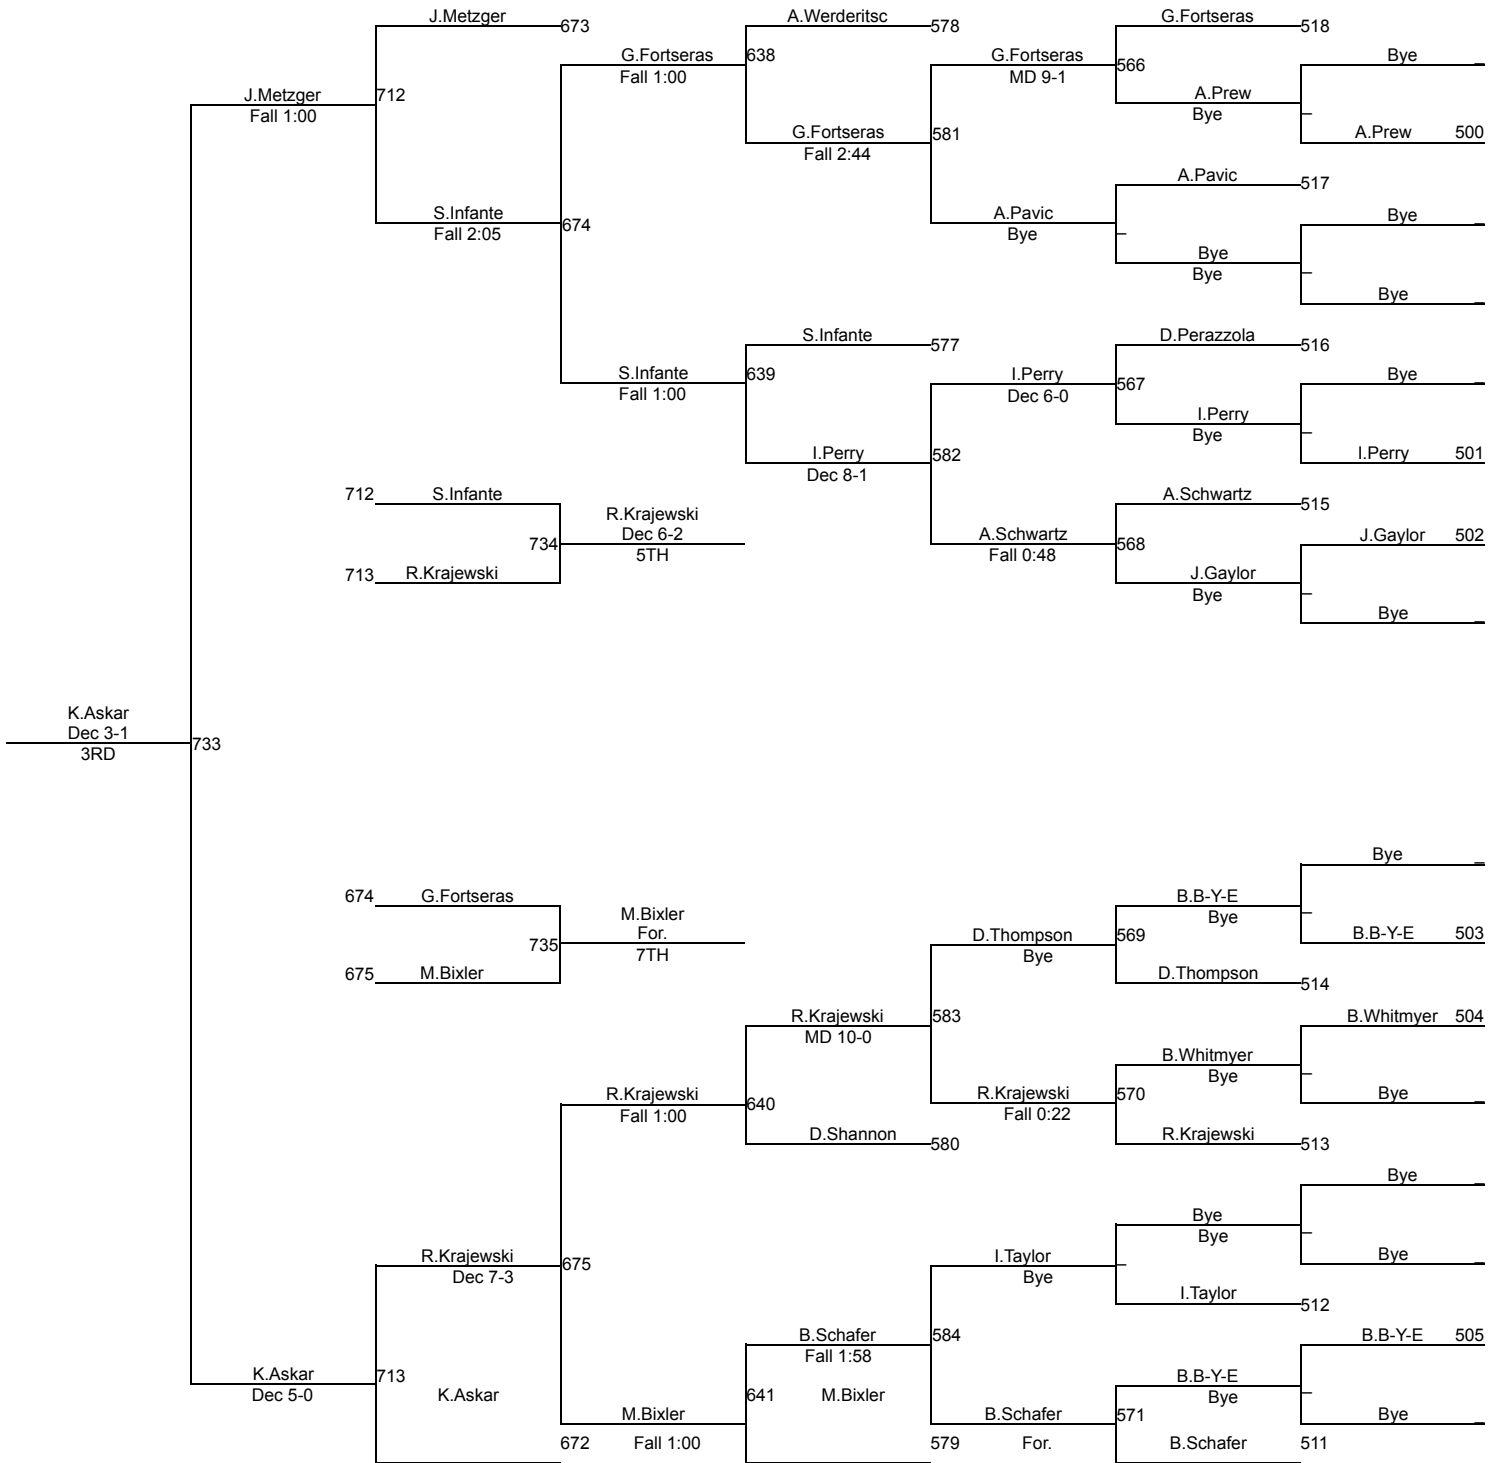 J.Metzger 673 A.Werderitsc 578 G.Fortseras 518
G.Fortseras 638 G.Fortseras 566 Bye _
Fall 1:00 MD 9-1
J.Metzger 712 A.Prew
Fall 1:00 Bye –
G.Fortseras 581 A.Prew 500
Fall 2:44
A.Pavic 517
S.Infante 674 A.Pavic Bye _
Fall 2:05 Bye –
Bye
Bye –
Bye _
S.Infante 577 D.Perazzola 516
S.Infante 639 I.Perry 567 Bye _
Fall 1:00 Dec 6-0
I.Perry
Bye –
I.Perry 582 I.Perry 501
Dec 8-1
712 S.Infante A.Schwartz 515
R.Krajewski
734 Dec 6-2 A.Schwartz 568 J.Gaylor 502
5TH Fall 0:48
713 R.Krajewski J.Gaylor
Bye –
Bye _
K.Askar
Dec 3-1 733
3RD
Bye _
674 G.Fortseras B.B-Y-E
M.Bixler Bye –
For.
735 7TH D.Thompson 569 B.B-Y-E 503
Bye
675 M.Bixler D.Thompson 514
R.Krajewski 583 B.Whitmyer 504
MD 10-0
B.Whitmyer
Bye –
R.Krajewski 640 R.Krajewski 570 Bye _
Fall 1:00 Fall 0:22
D.Shannon 580 R.Krajewski 513
Bye _
Bye
Bye –
R.Krajewski 675 I.Taylor – Bye _
Dec 7-3 Bye
I.Taylor 512
B.Schafer 584 B.B-Y-E 505
Fall 1:58
K.Askar 713 B.B-Y-E
Dec 5-0 K.Askar 641 M.Bixler Bye –
M.Bixler B.Schafer 571 Bye _
672 Fall 1:00 579 For. B.Schafer 511